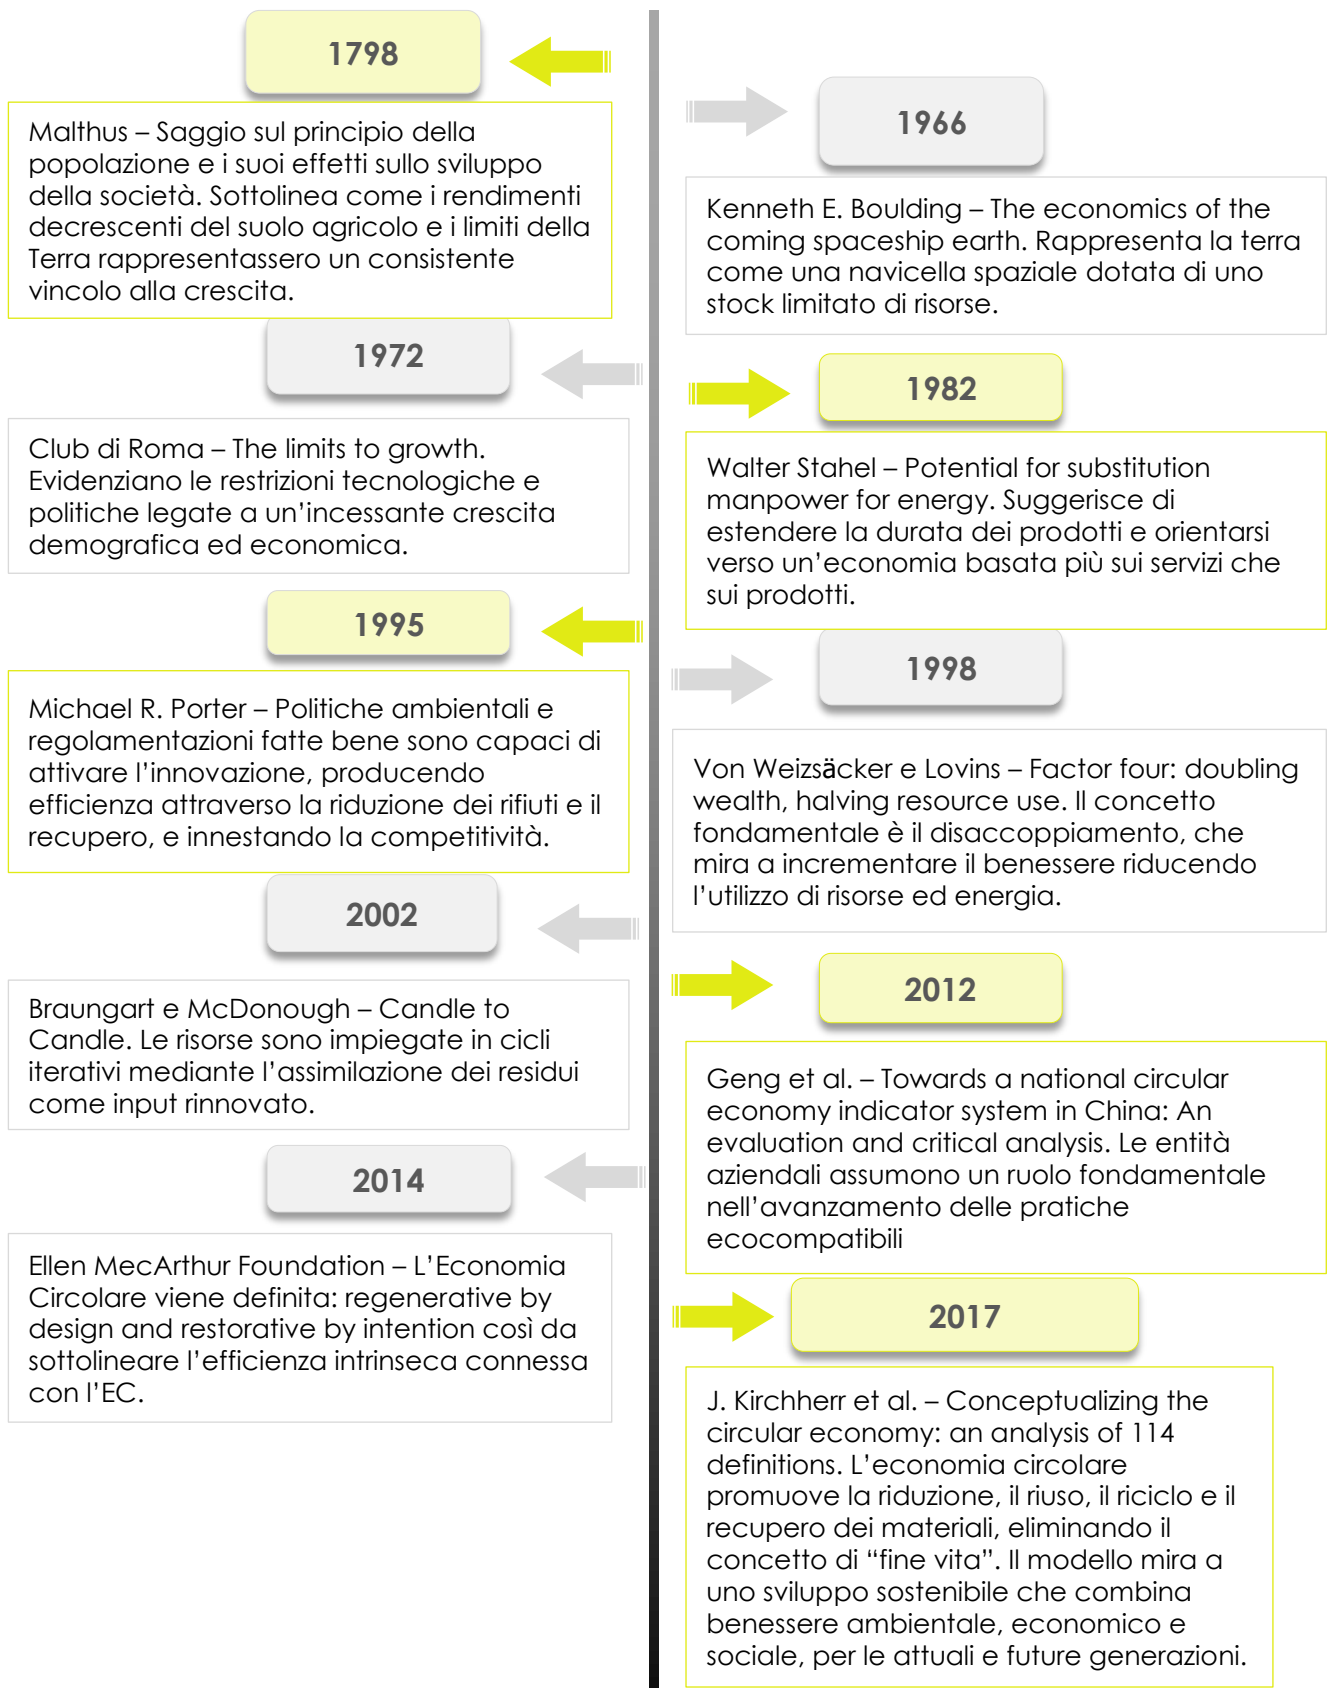 1798
Malthus – Saggio sul principio della
popolazione e i suoi effetti sullo sviluppo
della società. Sottolinea come i rendimenti
decrescenti del suolo agricolo e i limiti della
Terra rappresentassero un consistente
vincolo alla crescita.
1966
Kenneth E. Boulding – The economics of the
coming spaceship earth. Rappresenta la terra
come una navicella spaziale dotata di uno
stock limitato di risorse.
1972
Club di Roma – The limits to growth.
Evidenziano le restrizioni tecnologiche e
politiche legate a un’incessante crescita
demografica ed economica.
1982
Walter Stahel – Potential for substitution
manpower for energy. Suggerisce di
estendere la durata dei prodotti e orientarsi
verso un’economia basata più sui servizi che
sui prodotti.
1995
Michael R. Porter – Politiche ambientali e
regolamentazioni fatte bene sono capaci di
attivare l’innovazione, producendo
efficienza attraverso la riduzione dei rifiuti e il
recupero, e innestando la competitività.
1998
Von Weizsäcker e Lovins – Factor four: doubling
wealth, halving resource use. Il concetto
fondamentale è il disaccoppiamento, che
mira a incrementare il benessere riducendo
l’utilizzo di risorse ed energia.
2002
Braungart e McDonough – Candle to
Candle. Le risorse sono impiegate in cicli
iterativi mediante l’assimilazione dei residui
come input rinnovato.
2012
Geng et al. – Towards a national circular
economy indicator system in China: An
evaluation and critical analysis. Le entità
aziendali assumono un ruolo fondamentale
nell’avanzamento delle pratiche
ecocompatibili
2014
Ellen MecArthur Foundation – L’Economia
Circolare viene definita: regenerative by
design and restorative by intention così da
sottolineare l’efficienza intrinseca connessa
con l’EC.
2017
J. Kirchherr et al. – Conceptualizing the
circular economy: an analysis of 114
definitions. L’economia circolare
promuove la riduzione, il riuso, il riciclo e il
recupero dei materiali, eliminando il
concetto di “fine vita”. Il modello mira a
uno sviluppo sostenibile che combina
benessere ambientale, economico e
sociale, per le attuali e future generazioni.